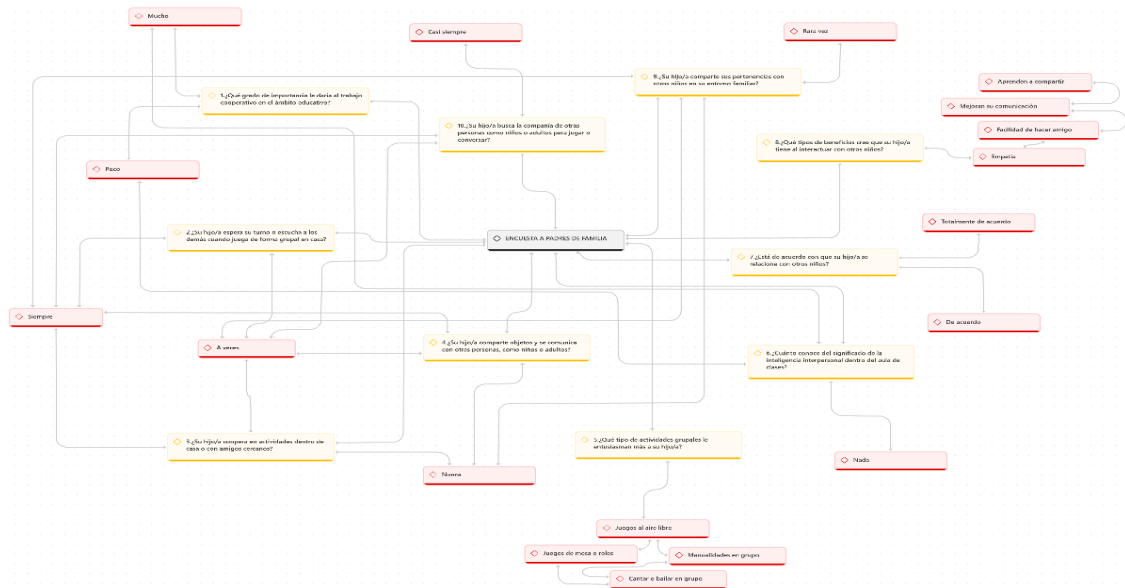 Mucho
Casi siempre
Rara vez
9.¿Su hijo/a comparte sus pertenencias con
otros niños en su entorno familiar?
Aprenden a compartir
1.¿Qué grado de importancia le daría al trabajo
cooperativo en el ámbito educativo?
Mejoran su comunicación
10.¿Su hijo/a busca la compañía de otras
personas como niños o adultos para jugar o
conversar?
Facilidad de hacer amigo
8.¿Qué tipos de beneficios cree que su hijo/a
tiene al interactuar con otros niños?
Empatía
Poco
Totalmente de acuerdo
2.¿Su hijo/a espera su turno o escucha a los
demás cuando juega de forma grupal en casa?
ENCUESTA A PADRES DE FAMILIA
7.¿Está de acuerdo con que su hijo/a se
relacione con otros niños?
Siempre
De acuerdo
A veces
4.¿Su hijo/a comparte objetos y se comunica
con otras personas, como niños o adultos?
6.¿Cuánto conoce del significado de la
inteligencia interpersonal dentro del aula de
clases?
3.¿Su hijo/a coopera en actividades dentro de
casa o con amigos cercanos?
5.¿Qué tipo de actividades grupales le
entusiasman más a su hijo/a?
Nada
Nunca
Juegos al aire libre
Juegos de mesa o roles
Manualidades en grupo
Cantar o bailar en grupo